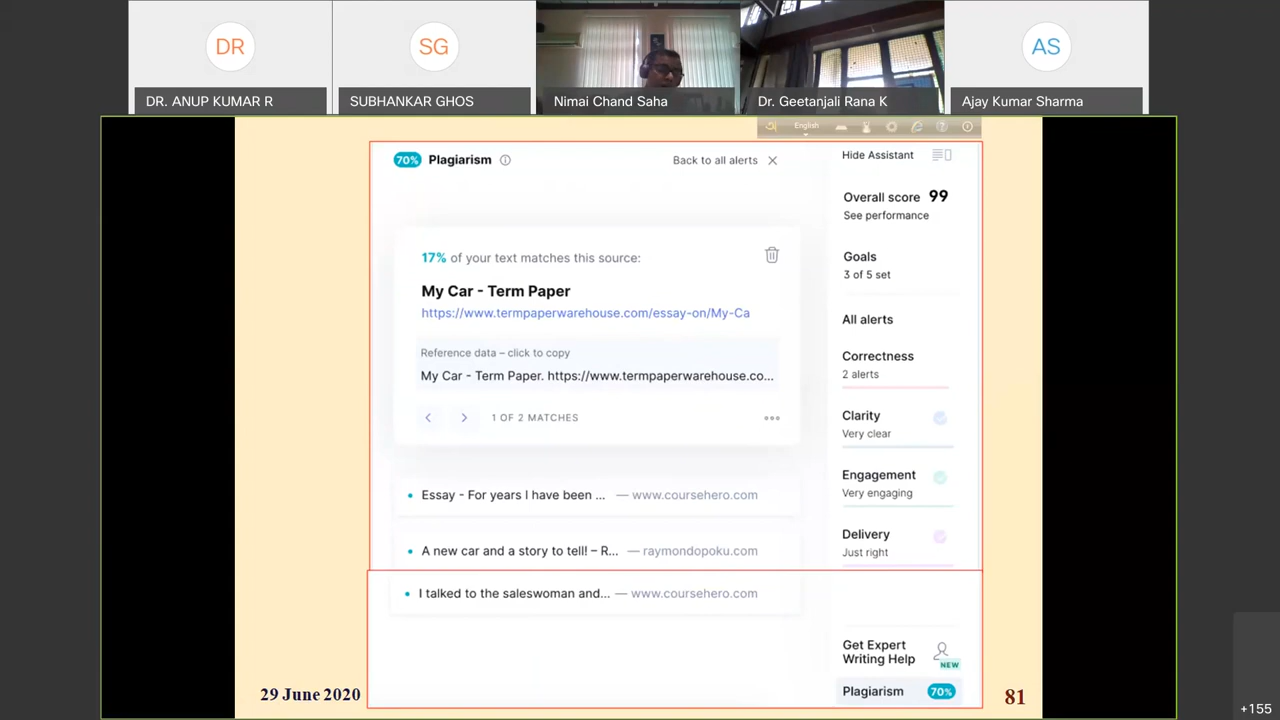 DR
SG
AS
DR. ANUP KUMAR R
SUBHANKAR GHOS
Nimai Chand Saha
Dr. Geetanjali Rana K
Ajay Kumar Sharma
English
70% Plagiarism
Back to all alerts
17% of your text matches this source:
My Car - Term Paper
https://www.termpaperwarehouse.com/essay-on/My-Ca
Reference data – click to copy
My Car - Term Paper. https://www.termpaperwarehouse.co...
1 OF 2 MATCHES
Essay - For years I have been ... — www.coursehero.com
A new car and a story to tell! – R... — raymondopoku.com
I talked to the saleswoman and... — www.coursehero.com
Hide Assistant
Overall score 99
See performance
Goals
3 of 5 set
All alerts
Correctness
2 alerts
Clarity
Very clear
Engagement
Very engaging
Delivery
Just right
Get Expert
Writing Help
NEW
Plagiarism 70%
29 June 2020
81
+155